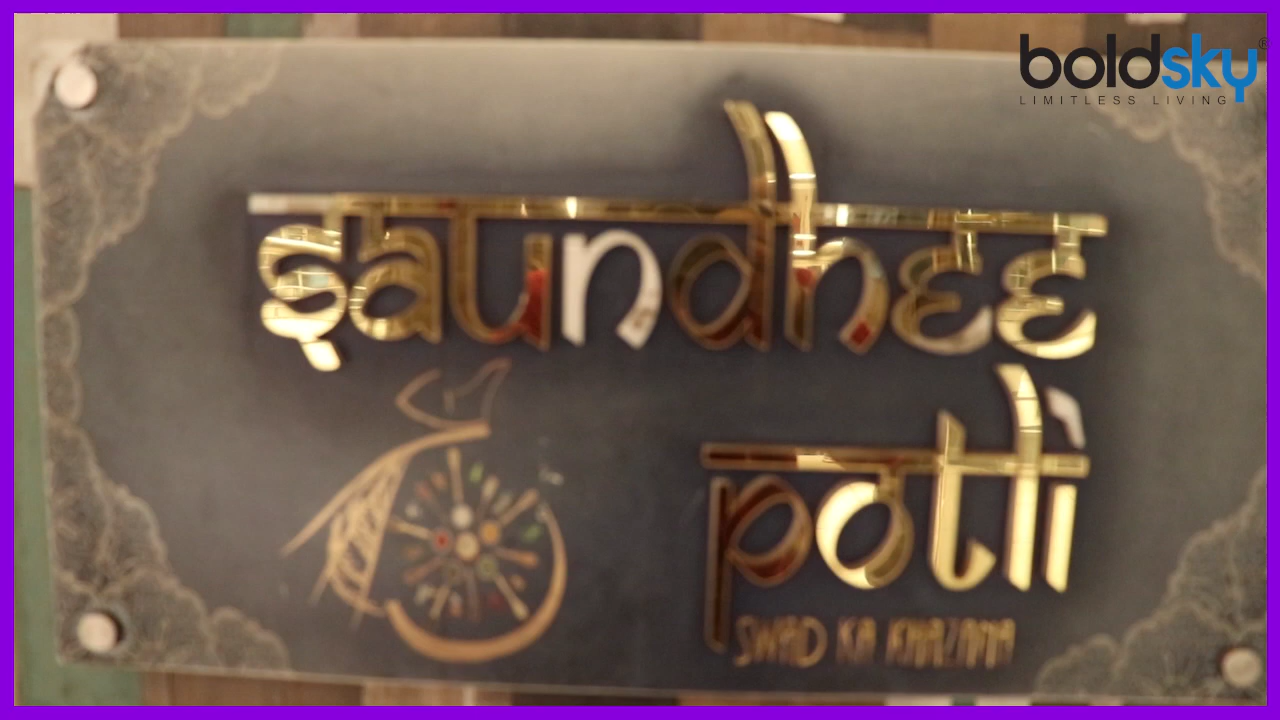 boldsky®
LIMITLESS LIVING
saundhee
potli
SWAD KA KHAZANA